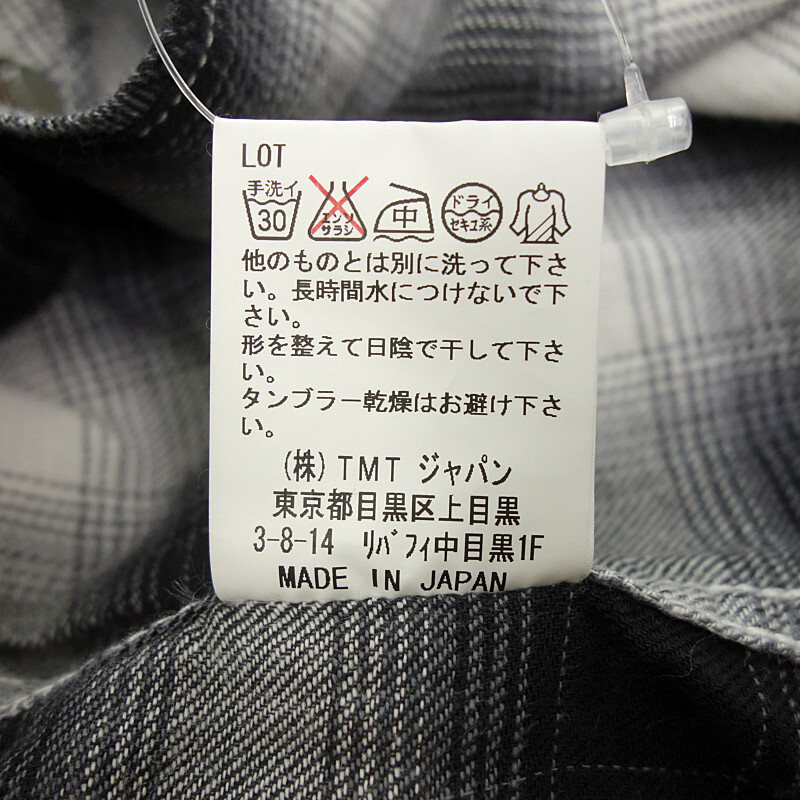 LOT
手洗イ
30
エンソ
サラシ
中
ドライ
セキユ系
他のものとは別に洗って下さ
い。長時間水につけないで下
さい。
形を整えて日陰で干して下さ
い。
タンブラー乾燥はお避け下さ
い。
(株) TMT ジャパン
東京都目黒区上目黒
3-8-14 ﾘﾊﾞﾌｨ中目黒1F
MADE IN JAPAN